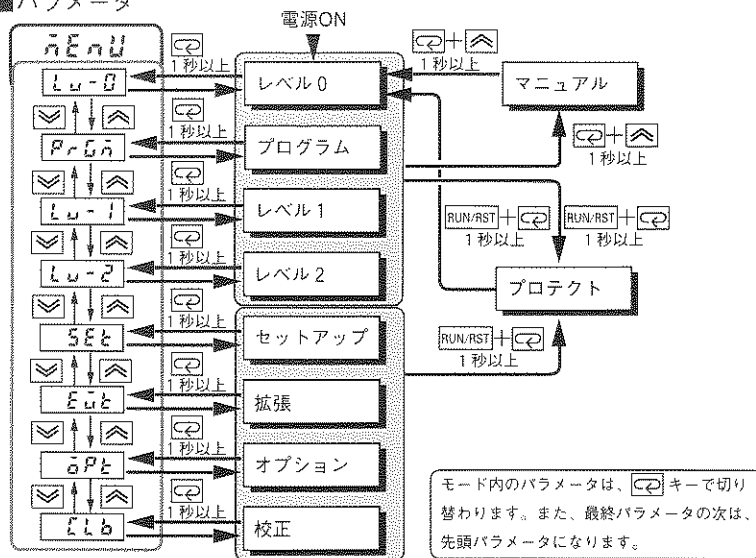 ■パラメータ
電源ON
MENU
1秒以上
レベル0
+
1秒以上
マニュアル
Lv-0
1秒以上
プログラム
+
1秒以上
PrGM
1秒以上
レベル1
Lv-1
RUN/RST+
1秒以上
RUN/RST+
1秒以上
1秒以上
レベル2
プロテクト
Lv-2
1秒以上
セットアップ
RUN/RST+
1秒以上
SEt
1秒以上
拡張
EXt
1秒以上
オプション
oPt
1秒以上
校正
CLb
モード内のパラメータは、キーで切り
替わります。また、最終パラメータの次は、
先頭パラメータになります。